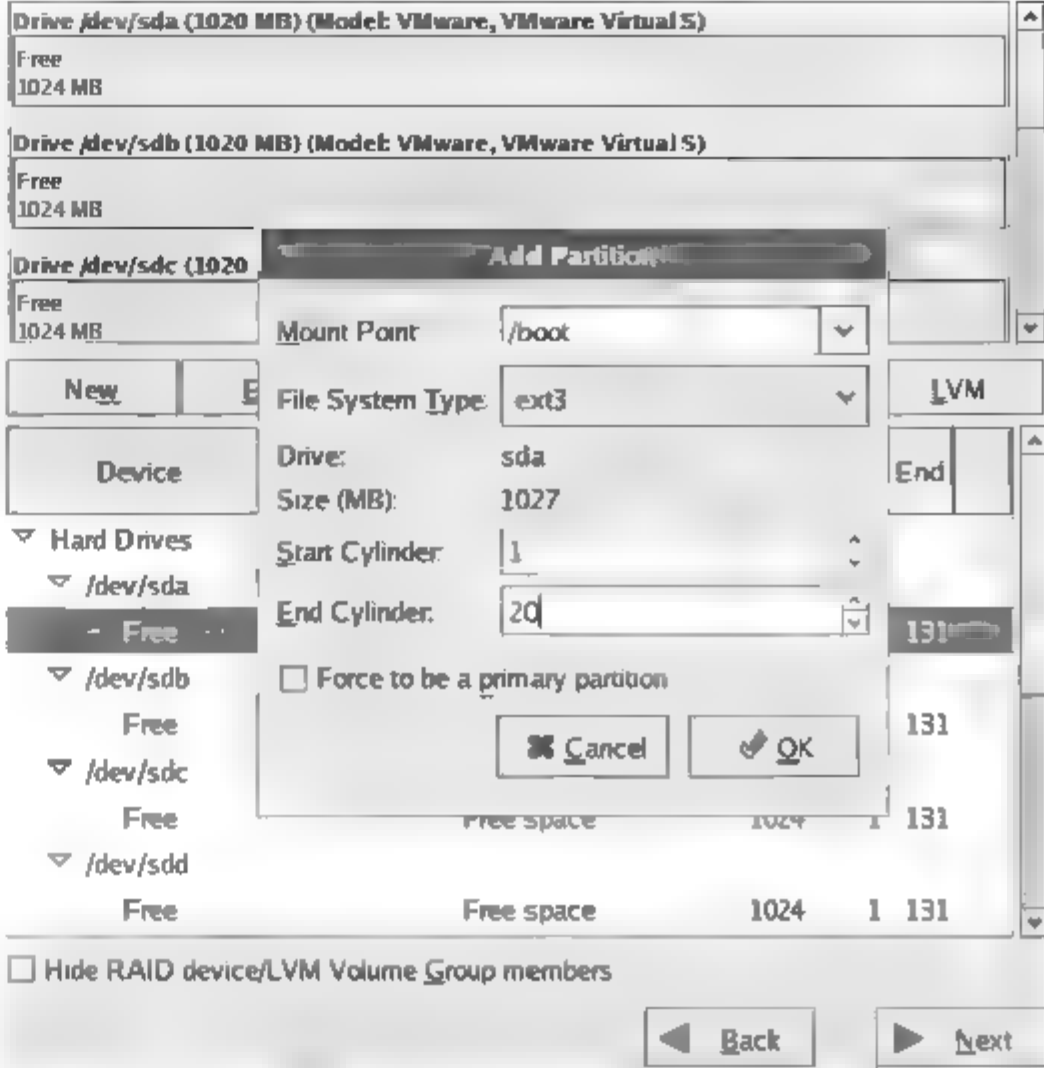 Drive /dev/sda (1020 MB) (Model: VMware, VMware Virtual S)
Free
1024 MB
Drive /dev/sdb (1020 MB) (Model: VMware, VMware Virtual S)
Free
1024 MB
Drive /dev/sdc (1020
Free
1024 MB
Add Partition
Mount Point /boot
File System Type: ext3
Drive: sda
Size (MB): 1027
Start Cylinder: 1
End Cylinder: 20
Force to be a primary partition
Cancel OK
New E LVM
Device End
Hard Drives
/dev/sda
Free 131
/dev/sdb
Free 131
/dev/sdc
Free Free space 1024 1 131
/dev/sdd
Free Free space 1024 1 131
Hide RAID device/LVM Volume Group members
Back Next